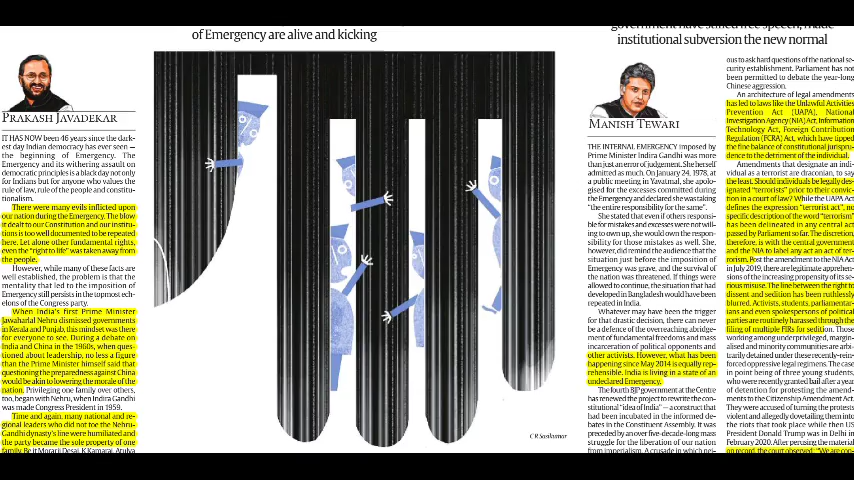 of Emergency are alive and kicking
PRAKASH JAVADEKAR
IT HAS NOW been 46 years since the dark-
est day Indian democracy has ever seen —
the beginning of Emergency. The
Emergency and its withering assault on
democratic principles is a black day not only
for Indians but for anyone who values the
rule of law, rule of the people and constitu-
tionalism.
There were many evils inflicted upon
our nation during the Emergency. The blow
it dealt to our Constitution and our institu-
tions is too well documented to be repeated
here. Let alone other fundamental rights,
even the "right to life" was taken away from
the people.
However, while many of these facts are
well established, the problem is that the
mentality that led to the imposition of
Emergency still persists in the topmost ech-
elons of the Congress party.
When India's first Prime Minister
Jawaharlal Nehru dismissed governments
in Kerala and Punjab, this mindset was there
for everyone to see. During a debate on
India and China in the 1960s, when ques-
tioned about leadership, no less a figure
than the Prime Minister himself said that
questioning the preparedness against China
would be akin to lowering the morale of the
nation. Privileging one family over others,
too, began with Nehru, when Indira Gandhi
was made Congress President in 1959.
Time and again, many national and re-
gional leaders who did not toe the Nehru-
Gandhi dynasty's line were humiliated and
the party became the sole property of one
family. Be it Morarji Desai, K Kamaraj, Atulya
C R Sasikumar
government have stifled free speech, made
institutional subversion the new normal
MANISH TEWARI
THE INTERNAL EMERGENCY imposed by
Prime Minister Indira Gandhi was more
than just an error of judgement. She herself
admitted as much. On January 24, 1978, at
a public meeting in Yavatmal, she apolo-
gised for the excesses committed during
the Emergency and declared she was taking
"the entire responsibility for the same".
She stated that even if others responsi-
ble for mistakes and excesses were not will-
ing to own up, she would own the respon-
sibility for those mistakes as well. She,
however, did remind the audience that the
situation just before the imposition of
Emergency was grave, and the survival of
the nation was threatened. If things were
allowed to continue, the situation that had
developed in Bangladesh would have been
repeated in India.
Whatever may have been the trigger
for that drastic decision, there can never
be a defence of the overreaching abridge-
ment of fundamental freedoms and mass
incarceration of political opponents and
other activists. However, what has been
happening since May 2014 is equally rep-
rehensible. India is living in a state of an
undeclared Emergency.
The fourth BJP government at the Centre
has renewed the project to rewrite the con-
stitutional "idea of India" — a construct that
had been incubated in the informed de-
bates in the Constituent Assembly. It was
preceded by an over five-decade-long mass
struggle for the liberation of our nation
from imperialism. A crusade in which nei-
ous to ask hard questions of the national se-
curity establishment. Parliament has not
been permitted to debate the year-long
Chinese aggression.
An architecture of legal amendments
has led to laws like the Unlawful Activities
Prevention Act (UAPA), National
Investigation Agency (NIA) Act, Information
Technology Act, Foreign Contribution
Regulation (FCRA) Act, which have tipped
the fine balance of constitutional jurispru-
dence to the detriment of the individual.
Amendments that designate an indi-
vidual as a terrorist are draconian, to say
the least. Should individuals be legally des-
ignated "terrorists" prior to their convic-
tion in a court of law? While the UAPA Act
defines the expression "terrorist act", no
specific description of the word "terrorism"
has been delineated in any central act
passed by Parliament so far. The discretion,
therefore, is with the central government
and the NIA to label any act an act of ter-
rorism. Post the amendment to the NIA Act
in July 2019, there are legitimate apprehen-
sions of the increasing propensity of its se-
rious misuse. The line between the right to
dissent and sedition has been ruthlessly
blurred. Activists, students, parliamentar-
ians and even spokespersons of political
parties are routinely harassed through the
filing of multiple FIRs for sedition. Those
working among underprivileged, margin-
alised and minority communities are arbi-
trarily detained under these recently-rein-
forced oppressive legal regimes. The case
in point being of three young students,
who were recently granted bail after a year
of detention for protesting the amend-
ments to the Citizenship Amendment Act.
They were accused of turning the protests
violent and allegedly dovetailing them into
the riots that took place while then US
President Donald Trump was in Delhi in
February 2020. After perusing the material
on record, the court observed: "We are con-